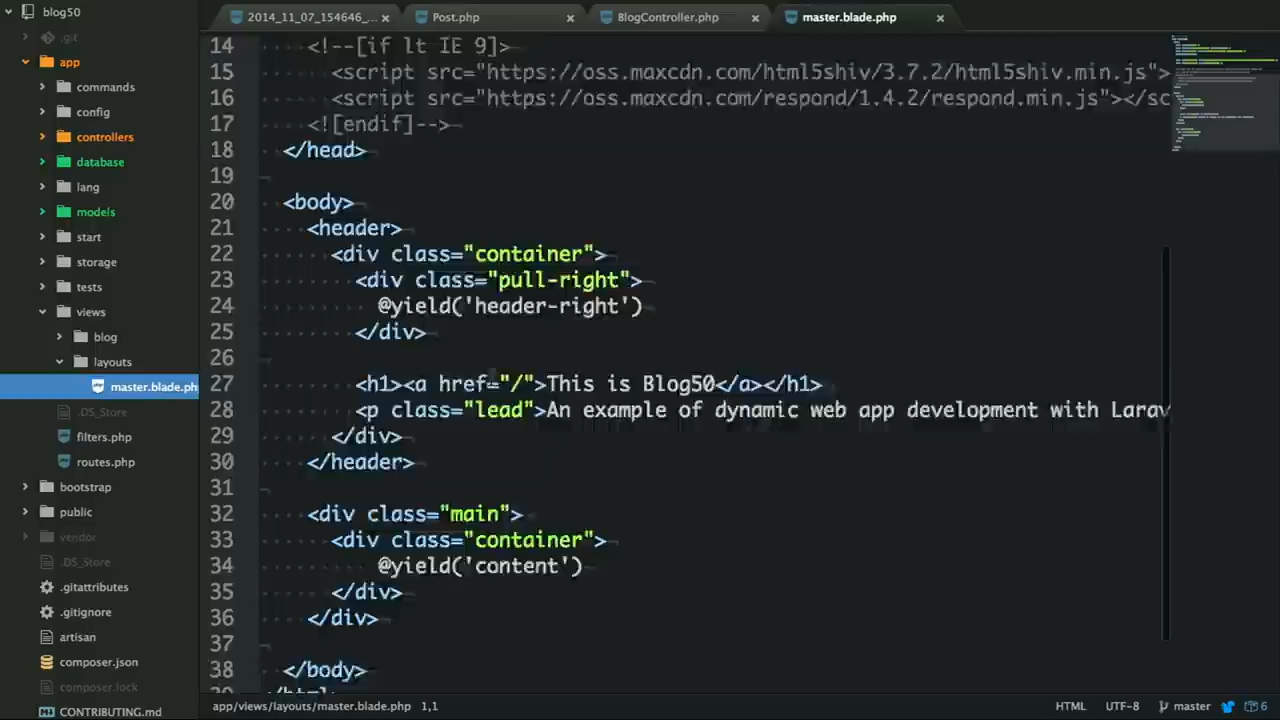 blog50
.git
app
commands
config
controllers
database
lang
models
start
storage
tests
views
blog
layouts
master.blade.ph
.DS_Store
filters.php
routes.php
bootstrap
public
vendor
.DS_Store
.gitattributes
.gitignore
artisan
composer.json
composer.lock
CONTRIBUTING.md
2014_11_07_154646_...
Post.php
BlogController.php
master.blade.php
14 <!--[if lt IE 9]>
15 <script src="https://oss.maxcdn.com/html5shiv/3.7.2/html5shiv.min.js">
16 <script src="https://oss.maxcdn.com/respond/1.4.2/respond.min.js"></sc
17 <![endif]-->
18 </head>
19
20 <body>
21 <header>
22 <div class="container">
23 <div class="pull-right">
24 @yield('header-right')
25 </div>
26
27 <h1><a href="/">This is Blog50</a></h1>
28 <p class="lead">An example of dynamic web app development with Larav
29 </div>
30 </header>
31
32 <div class="main">
33 <div class="container">
34 @yield('content')
35 </div>
36 </div>
37
38 </body>
39 </html>
app/views/layouts/master.blade.php 1,1
HTML UTF-8 master 6